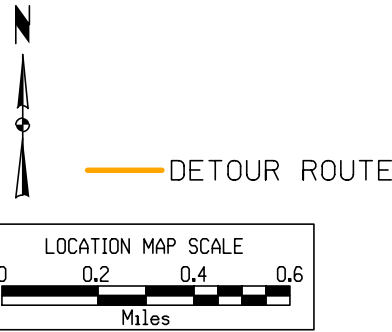 N
DETOUR ROUTE
LOCATION MAP SCALE
0 0.2 0.4 0.6
Miles